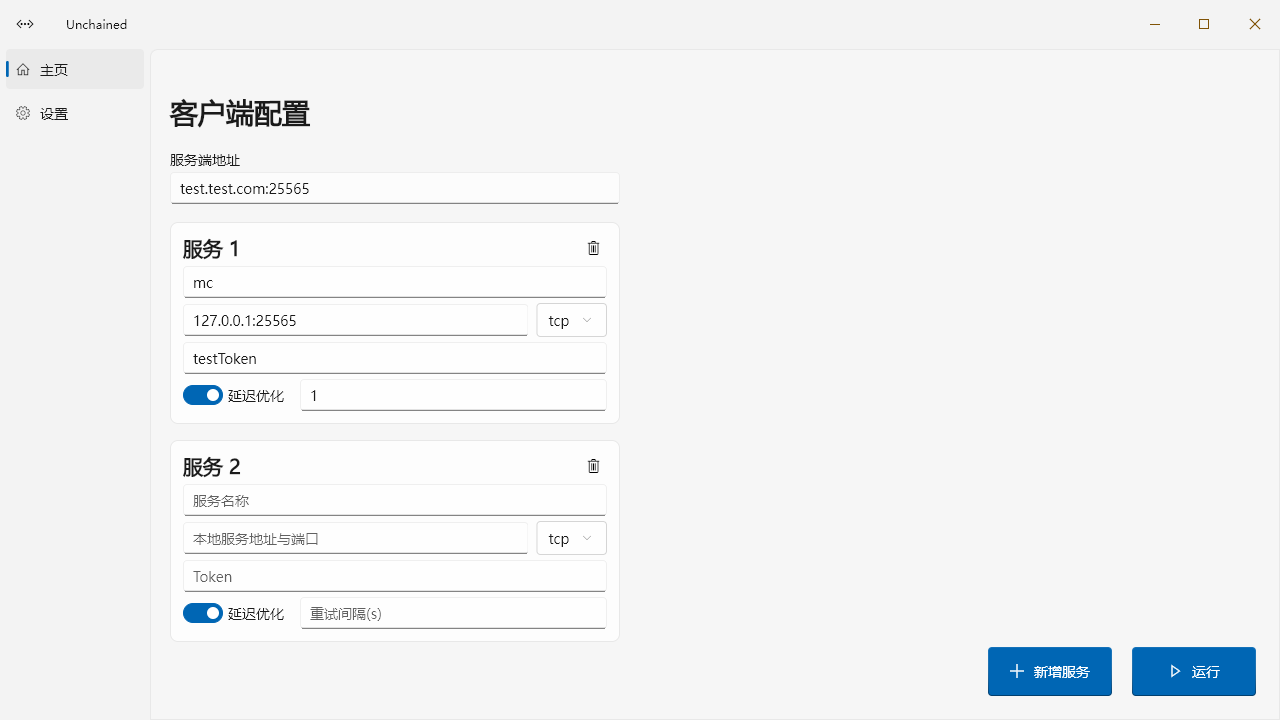 Unchained
主页
设置
客户端配置
服务端地址
test.test.com:25565
服务 1
mc
127.0.0.1:25565 tcp
testToken
延迟优化 1
服务 2
服务名称
本地服务地址与端口 tcp
Token
延迟优化 重试间隔(s)
新增服务 运行